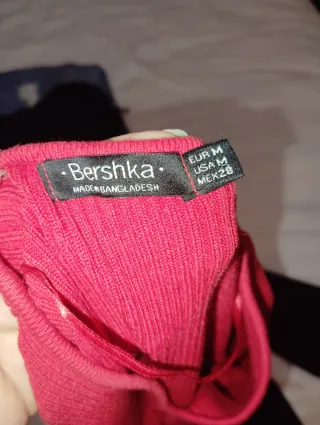 · Bershka ·
MADE IN BANGLADESH
EUR M
USA M
MEX 28